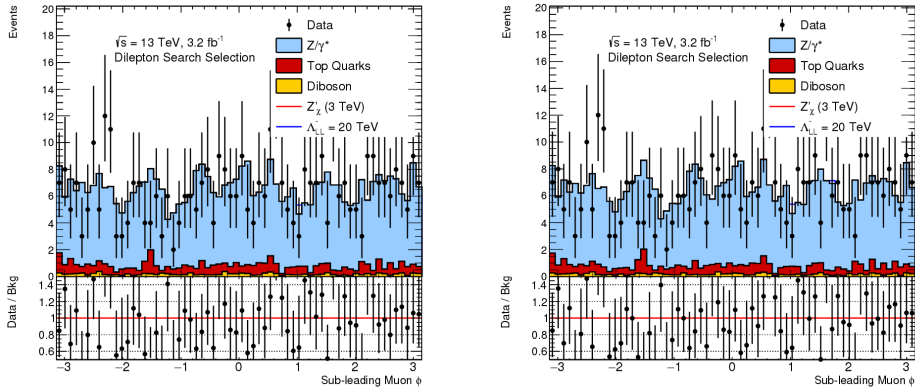 Events
20
18
16
14
12
10
8
6
4
2
0
√s = 13 TeV, 3.2 fb⁻¹
Dilepton Search Selection
Data
Z/γ*
Top Quarks
Diboson
Z'χ (3 TeV)
Λ⁻LL = 20 TeV
Data / Bkg
1.4
1.2
1
0.8
0.6
−3 −2 −1 0 1 2 3
Sub-leading Muon ϕ
Events
20
18
16
14
12
10
8
6
4
2
0
√s = 13 TeV, 3.2 fb⁻¹
Dilepton Search Selection
Data
Z/γ*
Top Quarks
Diboson
Z'χ (3 TeV)
Λ⁻LL = 20 TeV
Data / Bkg
1.4
1.2
1
0.8
0.6
−3 −2 −1 0 1 2 3
Sub-leading Muon ϕ